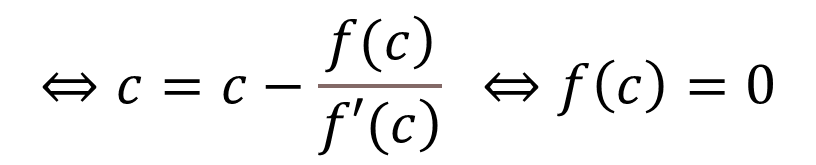 ⇔ c = c − f(c)/f′(c) ⇔ f(c) = 0